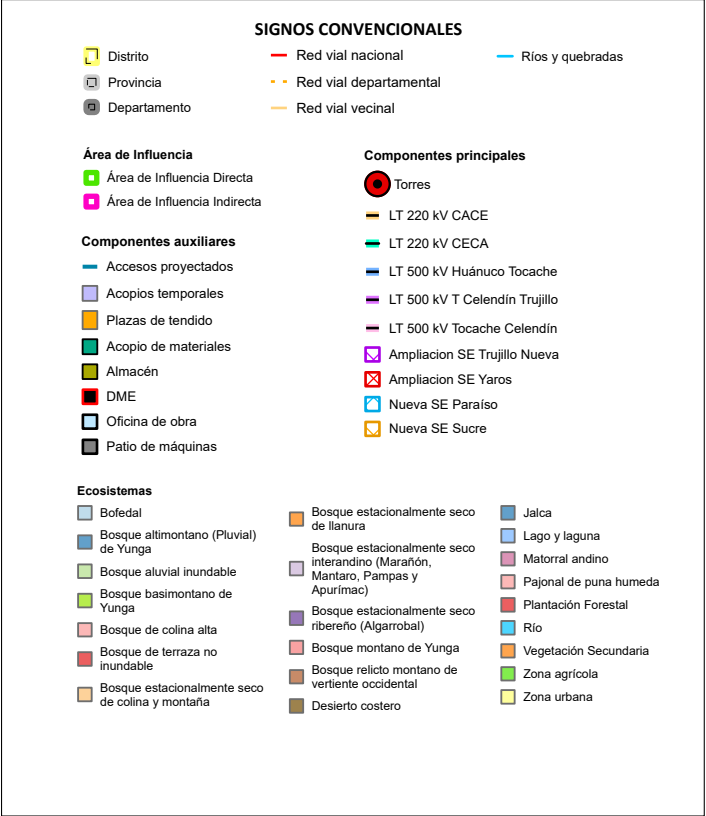 SIGNOS CONVENCIONALES
Distrito
Provincia
Departamento
Red vial nacional
Red vial departamental
Red vial vecinal
Ríos y quebradas
Área de Influencia
Área de Influencia Directa
Área de Influencia Indirecta
Componentes auxiliares
Accesos proyectados
Acopios temporales
Plazas de tendido
Acopio de materiales
Almacén
DME
Oficina de obra
Patio de máquinas
Componentes principales
Torres
LT 220 kV CACE
LT 220 kV CECA
LT 500 kV Huánuco Tocache
LT 500 kV T Celendín Trujillo
LT 500 kV Tocache Celendín
Ampliacion SE Trujillo Nueva
Ampliacion SE Yaros
Nueva SE Paraíso
Nueva SE Sucre
Ecosistemas
Bofedal
Bosque altimontano (Pluvial)
de Yunga
Bosque aluvial inundable
Bosque basimontano de
Yunga
Bosque de colina alta
Bosque de terraza no
inundable
Bosque estacionalmente seco
de colina y montaña
Bosque estacionalmente seco
de llanura
Bosque estacionalmente seco
interandino (Marañón,
Mantaro, Pampas y
Apurímac)
Bosque estacionalmente seco
ribereño (Algarrobal)
Bosque montano de Yunga
Bosque relicto montano de
vertiente occidental
Desierto costero
Jalca
Lago y laguna
Matorral andino
Pajonal de puna humeda
Plantación Forestal
Río
Vegetación Secundaria
Zona agrícola
Zona urbana